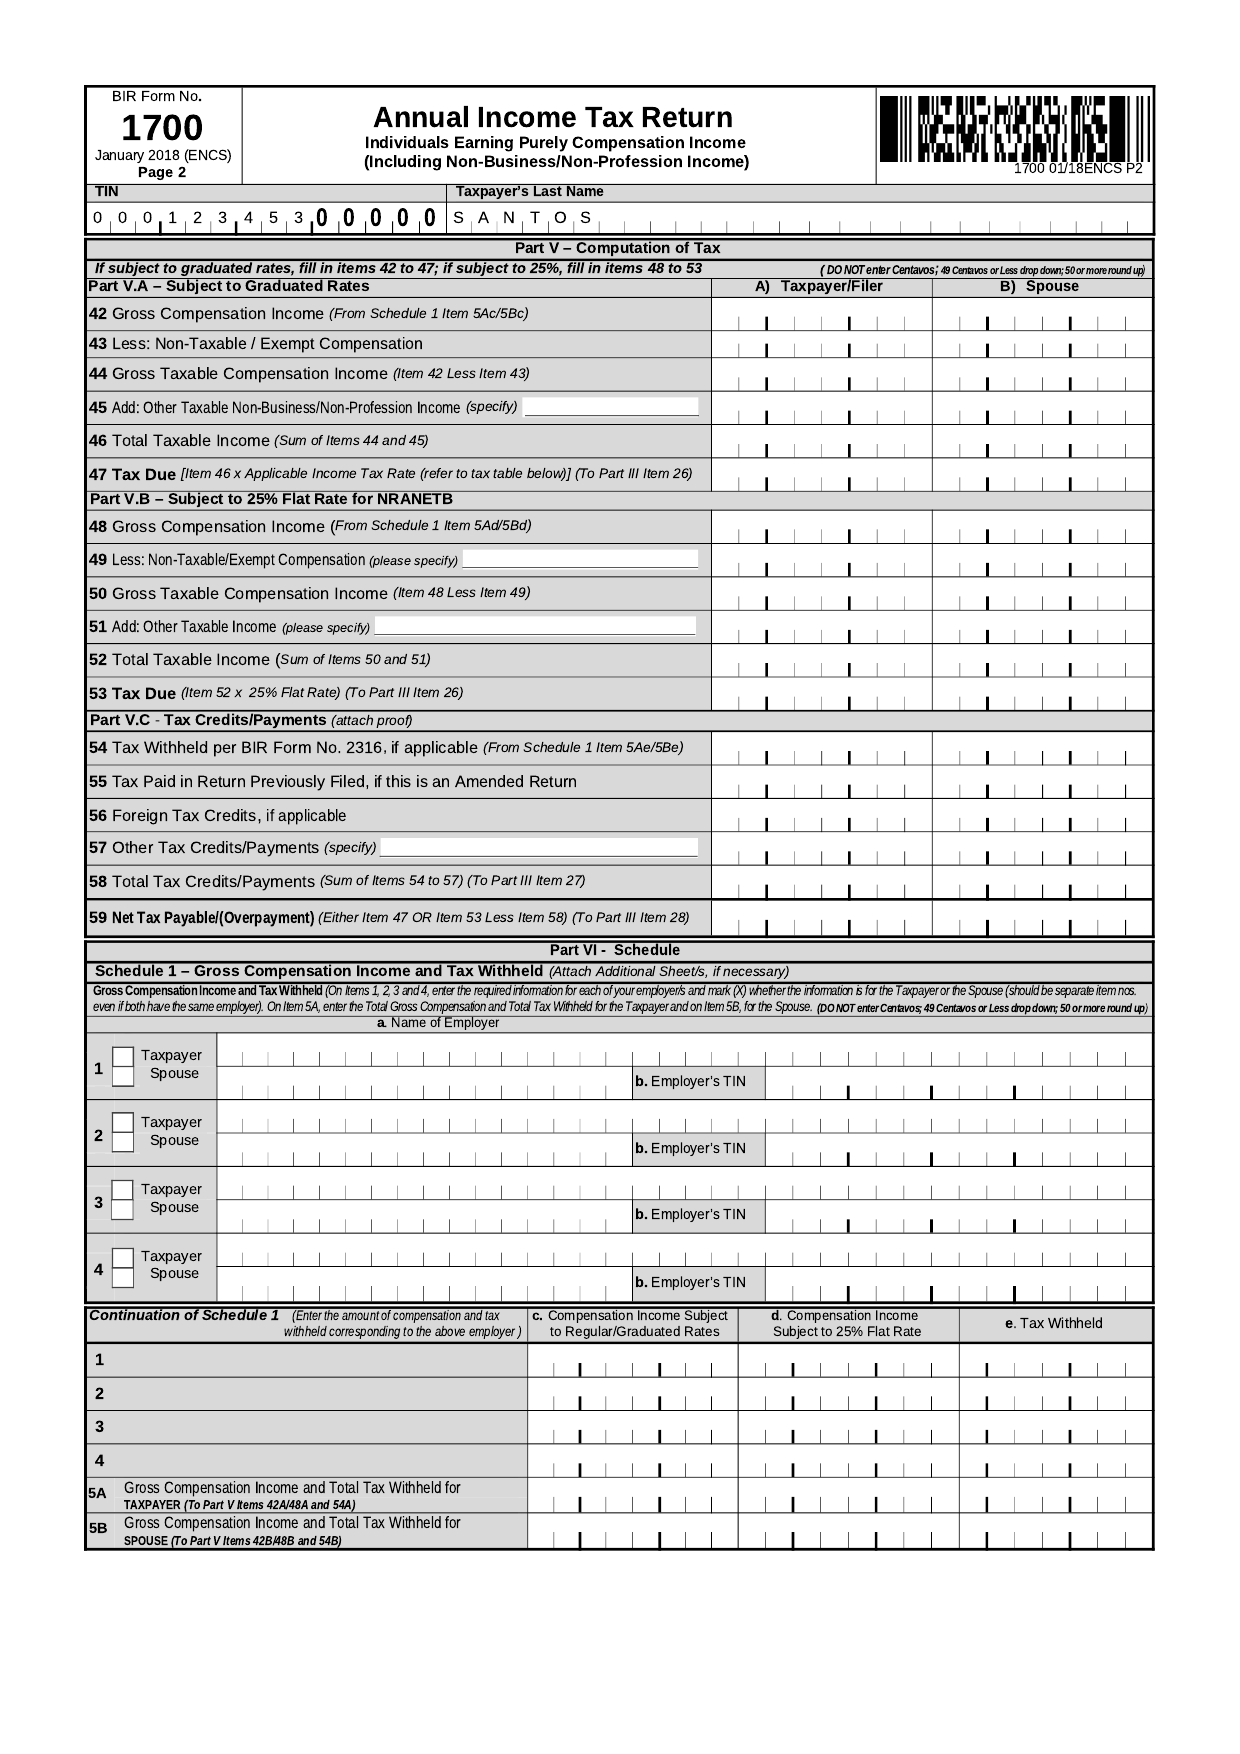 BIR Form No.
1700
January 2018 (ENCS)
Page 2
Annual Income Tax Return
Individuals Earning Purely Compensation Income
(Including Non-Business/Non-Profession Income)
1700 01/18ENCS P2
TIN
Taxpayer's Last Name
0 0 0 1 2 3 4 5 3 0 0 0 0 0
S A N T O S
Part V – Computation of Tax
If subject to graduated rates, fill in items 42 to 47; if subject to 25%, fill in items 48 to 53
( DO NOT enter Centavos; 49 Centavos or Less drop down; 50 or more round up)
Part V.A – Subject to Graduated Rates
A) Taxpayer/Filer
B) Spouse
42 Gross Compensation Income (From Schedule 1 Item 5Ac/5Bc)
43 Less: Non-Taxable / Exempt Compensation
44 Gross Taxable Compensation Income (Item 42 Less Item 43)
45 Add: Other Taxable Non-Business/Non-Profession Income (specify)
46 Total Taxable Income (Sum of Items 44 and 45)
47 Tax Due [Item 46 x Applicable Income Tax Rate (refer to tax table below)] (To Part III Item 26)
Part V.B – Subject to 25% Flat Rate for NRANETB
48 Gross Compensation Income (From Schedule 1 Item 5Ad/5Bd)
49 Less: Non-Taxable/Exempt Compensation (please specify)
50 Gross Taxable Compensation Income (Item 48 Less Item 49)
51 Add: Other Taxable Income (please specify)
52 Total Taxable Income (Sum of Items 50 and 51)
53 Tax Due (Item 52 x 25% Flat Rate) (To Part III Item 26)
Part V.C - Tax Credits/Payments (attach proof)
54 Tax Withheld per BIR Form No. 2316, if applicable (From Schedule 1 Item 5Ae/5Be)
55 Tax Paid in Return Previously Filed, if this is an Amended Return
56 Foreign Tax Credits, if applicable
57 Other Tax Credits/Payments (specify)
58 Total Tax Credits/Payments (Sum of Items 54 to 57) (To Part III Item 27)
59 Net Tax Payable/(Overpayment) (Either Item 47 OR Item 53 Less Item 58) (To Part III Item 28)
Part VI - Schedule
Schedule 1 – Gross Compensation Income and Tax Withheld (Attach Additional Sheet/s, if necessary)
Gross Compensation Income and Tax Withheld (On Items 1, 2, 3 and 4, enter the required information for each of your employer/s and mark (X) whether the information is for the Taxpayer or the Spouse (should be separate item nos.
even if both have the same employer). On Item 5A, enter the Total Gross Compensation and Total Tax Withheld for the Taxpayer and on Item 5B, for the Spouse. (DO NOT enter Centavos; 49 Centavos or Less drop down; 50 or more round up)
a. Name of Employer
1
Taxpayer
Spouse
b. Employer's TIN
2
Taxpayer
Spouse
b. Employer's TIN
3
Taxpayer
Spouse
b. Employer's TIN
4
Taxpayer
Spouse
b. Employer's TIN
Continuation of Schedule 1 (Enter the amount of compensation and tax
withheld corresponding to the above employer )
c. Compensation Income Subject
to Regular/Graduated Rates
d. Compensation Income
Subject to 25% Flat Rate
e. Tax Withheld
1
2
3
4
5A Gross Compensation Income and Total Tax Withheld for
TAXPAYER (To Part V Items 42A/48A and 54A)
5B Gross Compensation Income and Total Tax Withheld for
SPOUSE (To Part V Items 42B/48B and 54B)